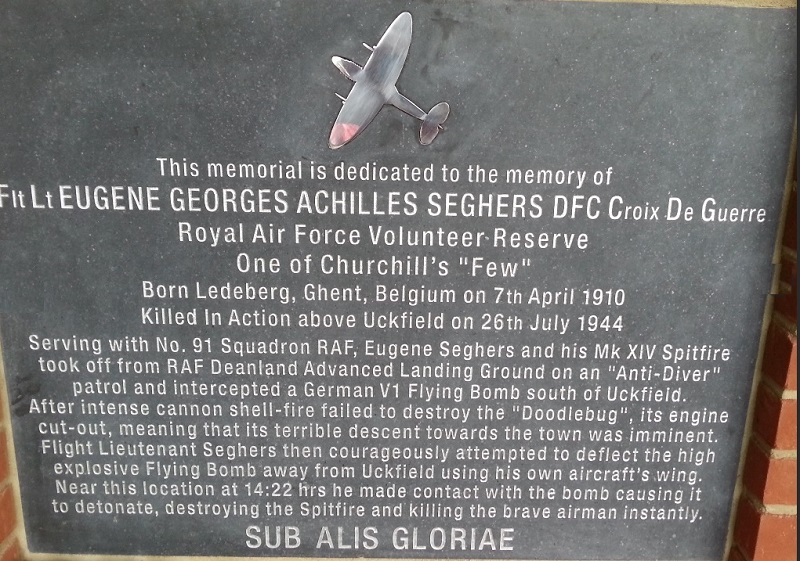 This memorial is dedicated to the memory of
Flt Lt EUGENE GEORGES ACHILLES SEGHERS DFC Croix De Guerre
Royal Air Force Volunteer Reserve
One of Churchill's "Few"
Born Ledeberg, Ghent, Belgium on 7th April 1910
Killed In Action above Uckfield on 26th July 1944
Serving with No. 91 Squadron RAF, Eugene Seghers and his Mk XIV Spitfire
took off from RAF Deanland Advanced Landing Ground on an "Anti-Diver"
patrol and intercepted a German V1 Flying Bomb south of Uckfield.
After intense cannon shell-fire failed to destroy the "Doodlebug", its engine
cut-out, meaning that its terrible descent towards the town was imminent.
Flight Lieutenant Seghers then courageously attempted to deflect the high
explosive Flying Bomb away from Uckfield using his own aircraft's wing.
Near this location at 14:22 hrs he made contact with the bomb causing it
to detonate, destroying the Spitfire and killing the brave airman instantly.
SUB ALIS GLORIAE